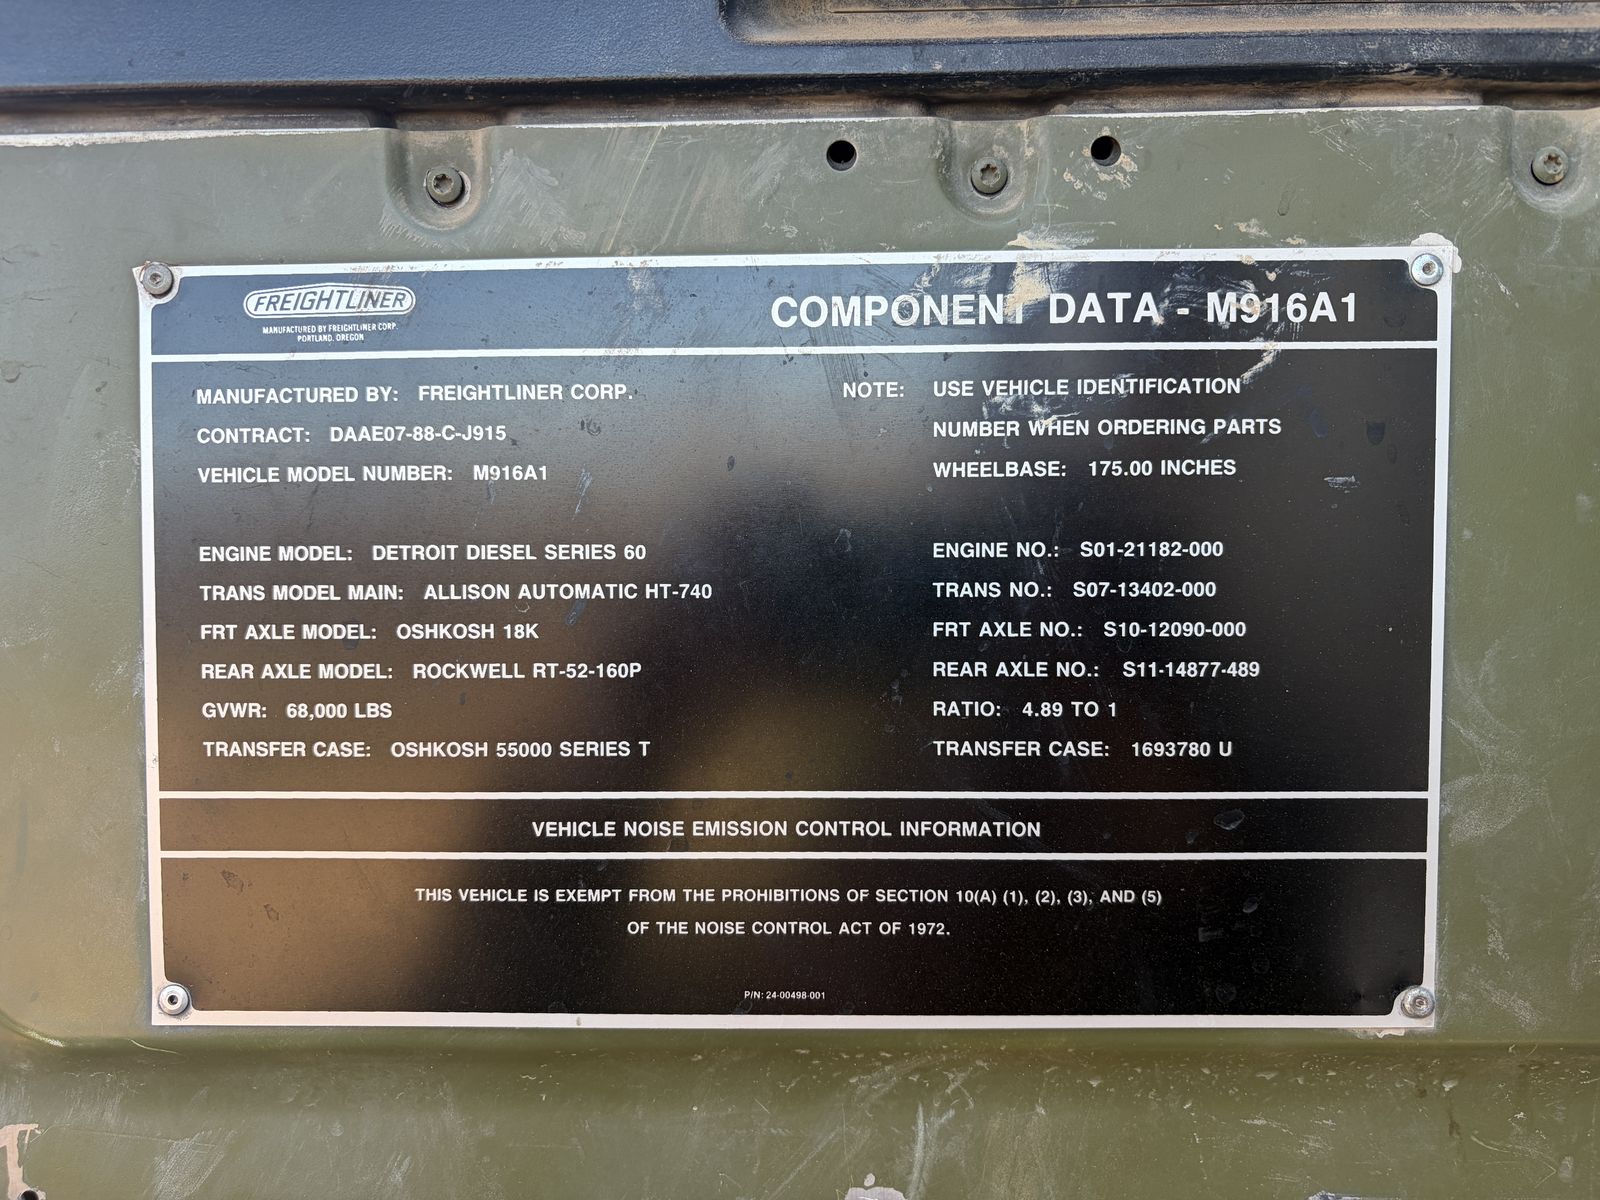 FREIGHTLINER
MANUFACTURED BY FREIGHTLINER CORP.
PORTLAND, OREGON
COMPONENT DATA - M916A1
MANUFACTURED BY: FREIGHTLINER CORP.
CONTRACT: DAAE07-88-C-J915
VEHICLE MODEL NUMBER: M916A1
NOTE: USE VEHICLE IDENTIFICATION
NUMBER WHEN ORDERING PARTS
WHEELBASE: 175.00 INCHES
ENGINE MODEL: DETROIT DIESEL SERIES 60
TRANS MODEL MAIN: ALLISON AUTOMATIC HT-740
FRT AXLE MODEL: OSHKOSH 18K
REAR AXLE MODEL: ROCKWELL RT-52-160P
GVWR: 68,000 LBS
TRANSFER CASE: OSHKOSH 55000 SERIES T
ENGINE NO.: S01-21182-000
TRANS NO.: S07-13402-000
FRT AXLE NO.: S10-12090-000
REAR AXLE NO.: S11-14877-489
RATIO: 4.89 TO 1
TRANSFER CASE: 1693780 U
VEHICLE NOISE EMISSION CONTROL INFORMATION
THIS VEHICLE IS EXEMPT FROM THE PROHIBITIONS OF SECTION 10(A) (1), (2), (3), AND (5)
OF THE NOISE CONTROL ACT OF 1972.
P/N: 24-00498-001